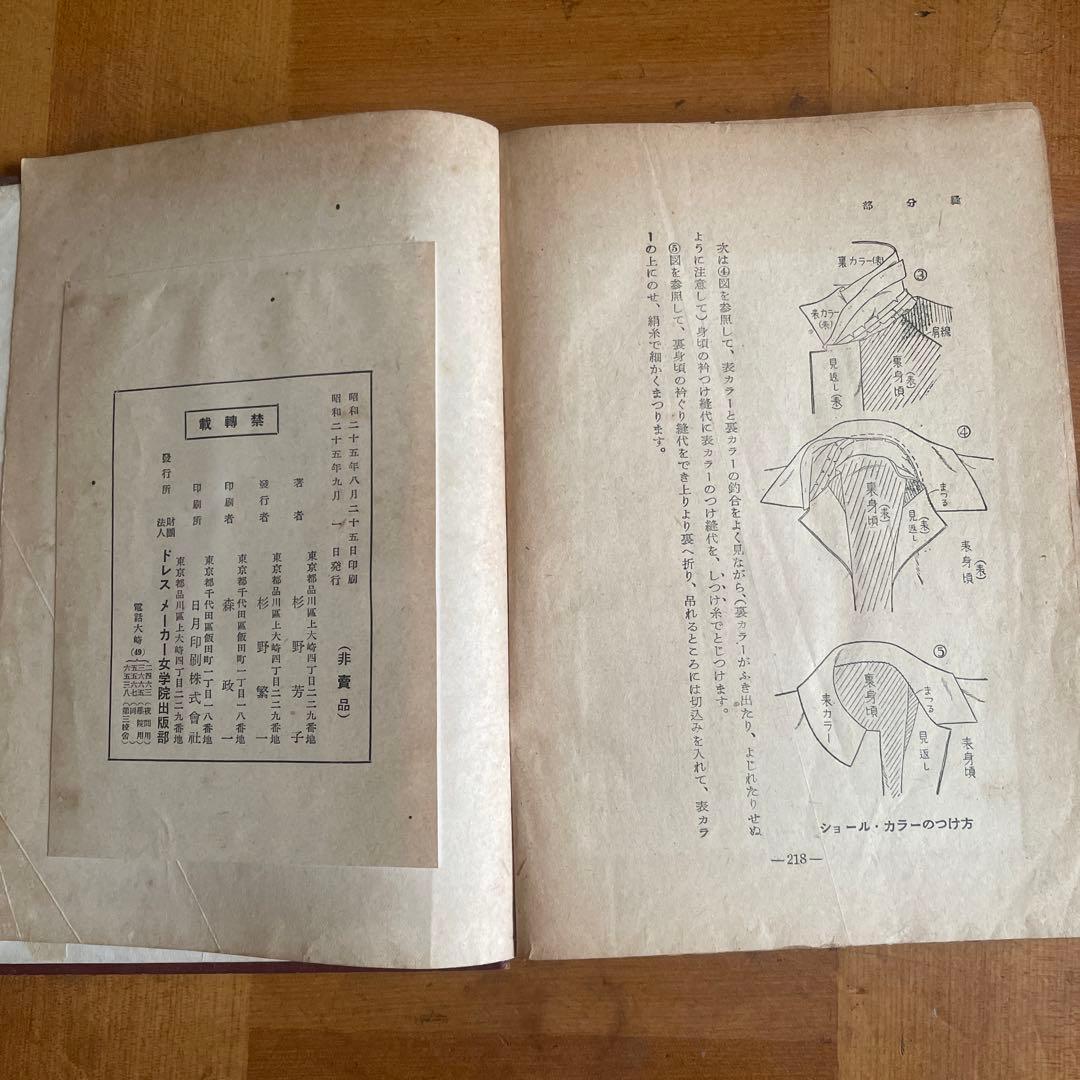 部分縫
次は④図を参照して、表カラーと裏カラーの釣合をよく見ながら、(裏カラーがふき出たり、よじれたりせぬ
ように注意して)身頃の衿つけ縫代に表カラーのつけ縫代を、しつけ糸でとじつけます。
⑤図を参照して、裏身頃の衿ぐり縫代をでき上りより裏へ折り、吊れるところには切込みを入れて、表カラ
ーの上にのせ、絹糸で細かくまつります。
③
裏カラー(表)
表カラー(表)
肩線
見返し(表)
裏身頃(表)
④
裏身頃(表)
まつる
見返し(表)
表身頃(表)
⑤
裏身頃
まつる
表カラー
見返し
表身頃
ショール・カラーのつけ方
—218—
禁轉載
昭和二十五年八月二十五日印刷
昭和二十五年九月一日発行
(非賣品)
著者
東京都品川區上大崎四丁目二二九番地
杉野芳子
發行者
東京都品川區上大崎四丁目二二九番地
杉野繁一
印刷者
東京都千代田區飯田町一丁目一八番地
森政一
印刷所
東京都千代田區飯田町一丁目一八番地
日月印刷株式會社
發行所
東京都品川區上大崎四丁目二二九番地
財團法人 ドレスメーカー女学院出版部
電話大崎(49)